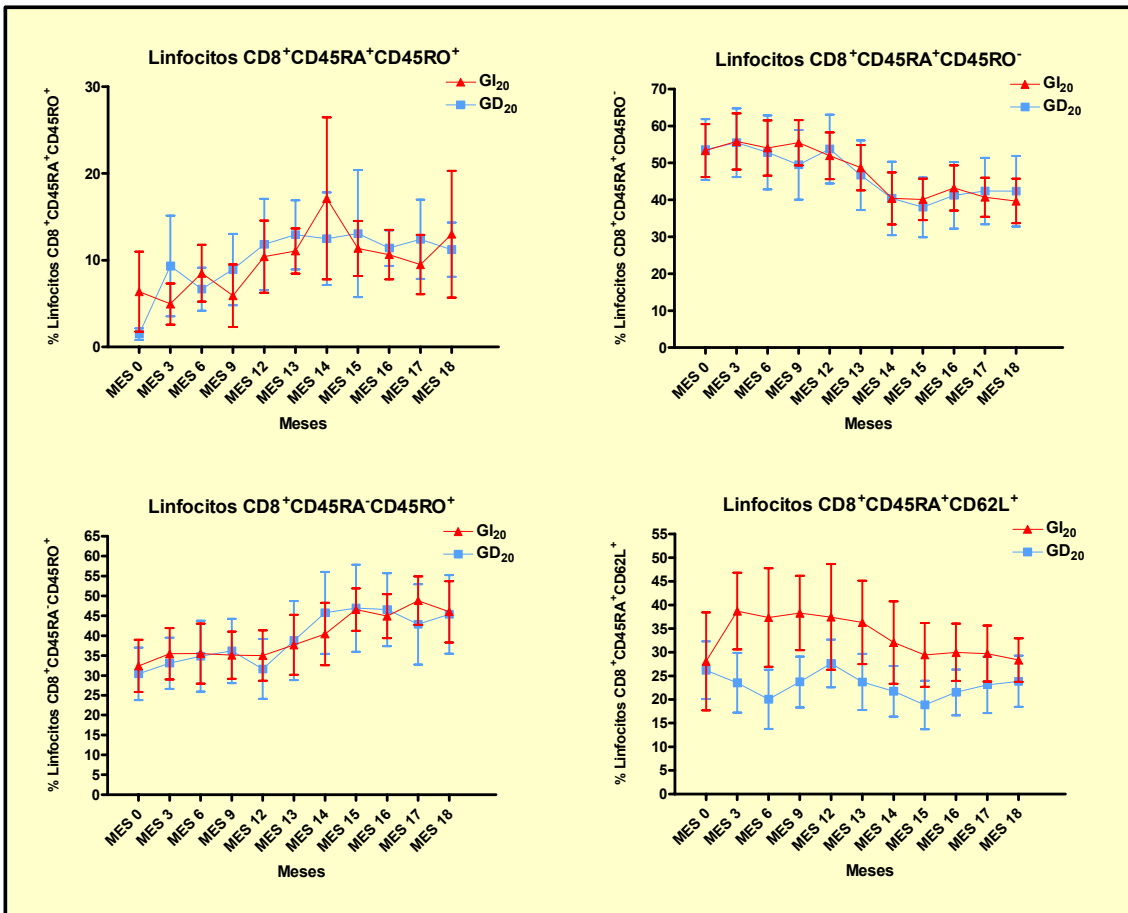 Linfocitos CD8⁺CD45RA⁺CD45RO⁺
GI₂₀
GD₂₀
% Linfocitos CD8⁺CD45RA⁺CD45RO⁺
30
20
10
0
MES 0 MES 3 MES 6 MES 9 MES 12 MES 13 MES 14 MES 15 MES 16 MES 17 MES 18
Meses
Linfocitos CD8⁺CD45RA⁺CD45RO⁻
GI₂₀
GD₂₀
% Linfocitos CD8⁺CD45RA⁺CD45RO⁻
70
60
50
40
30
20
10
0
MES 0 MES 3 MES 6 MES 9 MES 12 MES 13 MES 14 MES 15 MES 16 MES 17 MES 18
Meses
Linfocitos CD8⁺CD45RA⁻CD45RO⁺
GI₂₀
GD₂₀
% Linfocitos CD8⁺CD45RA⁻CD45RO⁺
65
60
55
50
45
40
35
30
25
20
15
10
5
0
MES 0 MES 3 MES 6 MES 9 MES 12 MES 13 MES 14 MES 15 MES 16 MES 17 MES 18
Meses
Linfocitos CD8⁺CD45RA⁺CD62L⁺
GI₂₀
GD₂₀
% Linfocitos CD8⁺CD45RA⁺CD62L⁺
55
50
45
40
35
30
25
20
15
10
5
0
MES 0 MES 3 MES 6 MES 9 MES 12 MES 13 MES 14 MES 15 MES 16 MES 17 MES 18
Meses